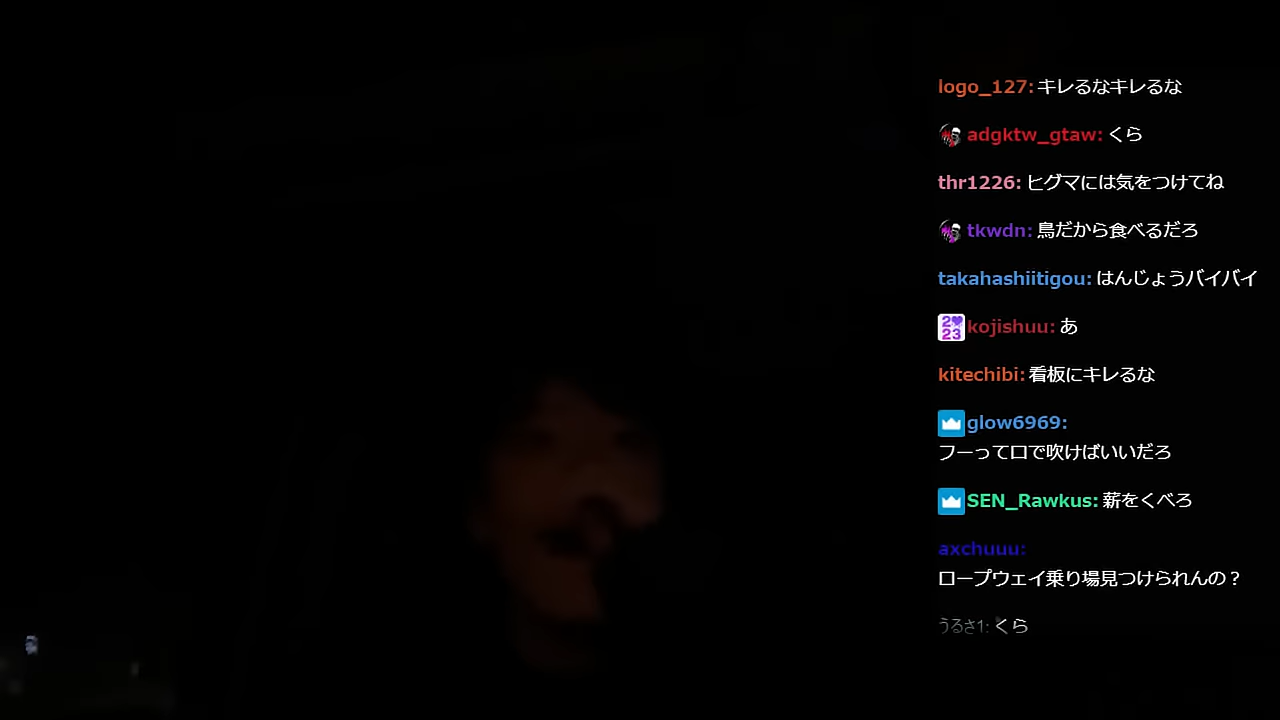 logo_127: キレるなキレるな
adgktw_gtaw: くら
thr1226: ヒグマには気をつけてね
tkwdn: 鳥だから食べるだろ
takahashiitigou: はんじょうバイバイ
2 23 kojishuu: あ
kitechibi: 看板にキレるな
glow6969:
フーって口で吹けばいいだろ
SEN_Rawkus: 薪をくべろ
axchuuu:
ロープウェイ乗り場見つけられんの？
うるさ1: くら